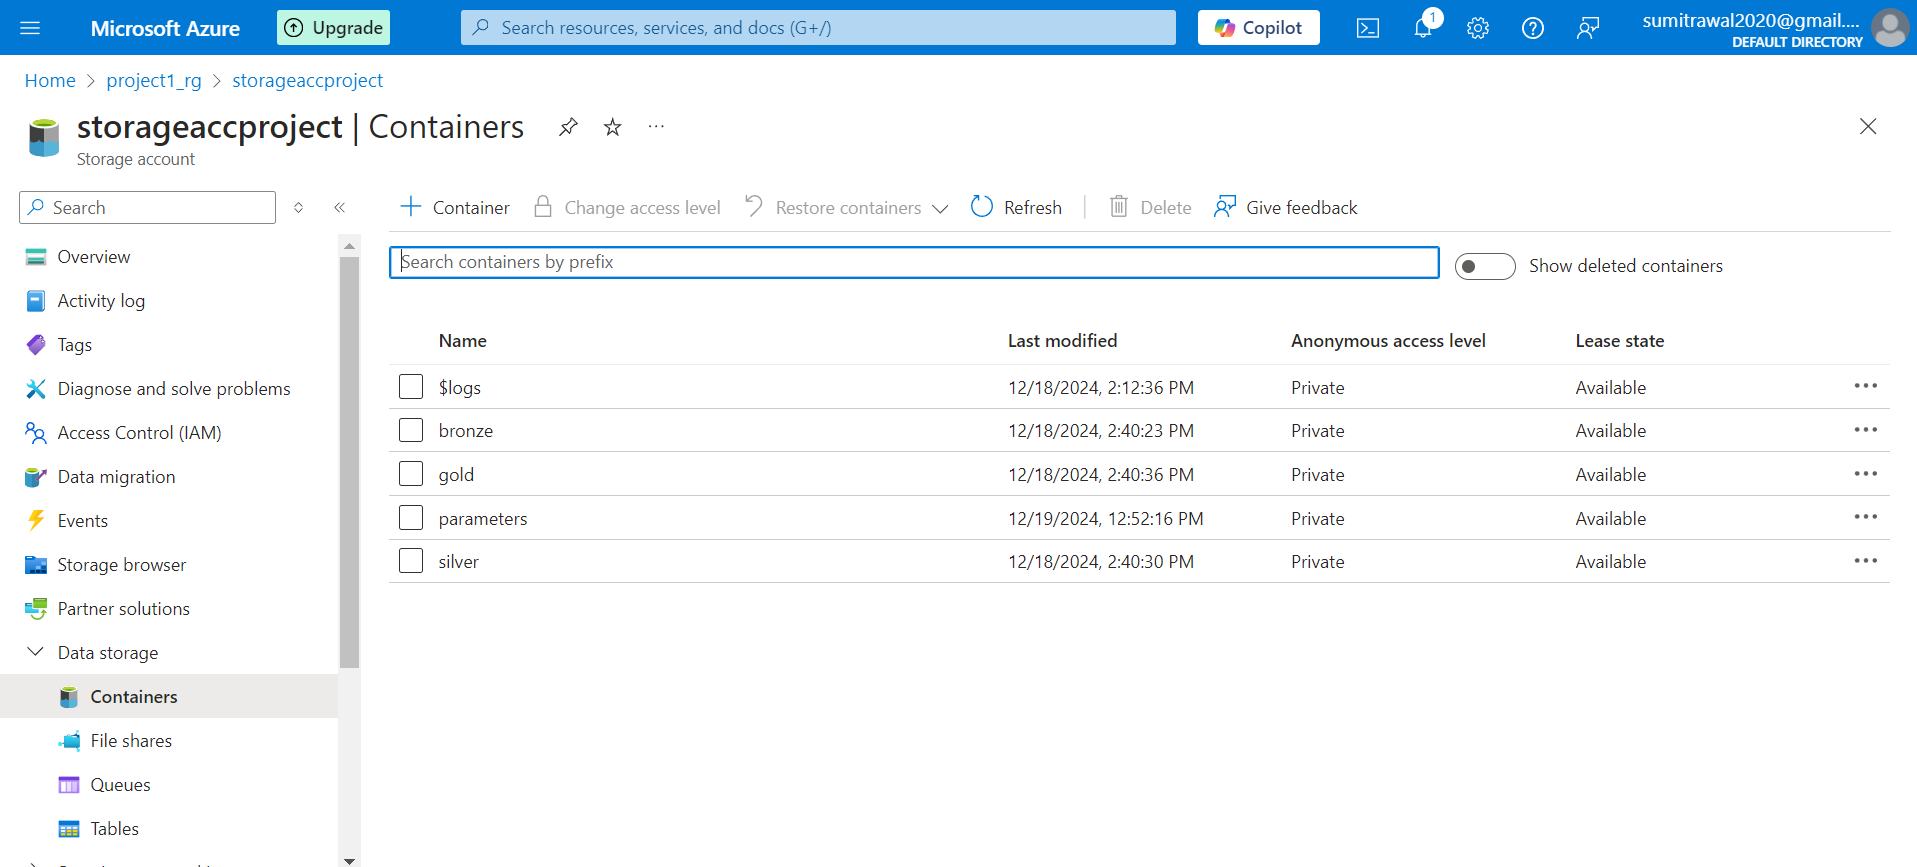 Microsoft Azure
Upgrade
Search resources, services, and docs (G+/)
Copilot
1
sumitrawal2020@gmail....
DEFAULT DIRECTORY
Home > project1_rg > storageaccproject
storageaccproject | Containers
Storage account
Search
Container
Change access level
Restore containers
Refresh
Delete
Give feedback
Search containers by prefix
Show deleted containers
Overview
Activity log
Tags
Diagnose and solve problems
Access Control (IAM)
Data migration
Events
Storage browser
Partner solutions
Data storage
Containers
File shares
Queues
Tables
Name Last modified Anonymous access level Lease state
$logs 12/18/2024, 2:12:36 PM Private Available
bronze 12/18/2024, 2:40:23 PM Private Available
gold 12/18/2024, 2:40:36 PM Private Available
parameters 12/19/2024, 12:52:16 PM Private Available
silver 12/18/2024, 2:40:30 PM Private Available